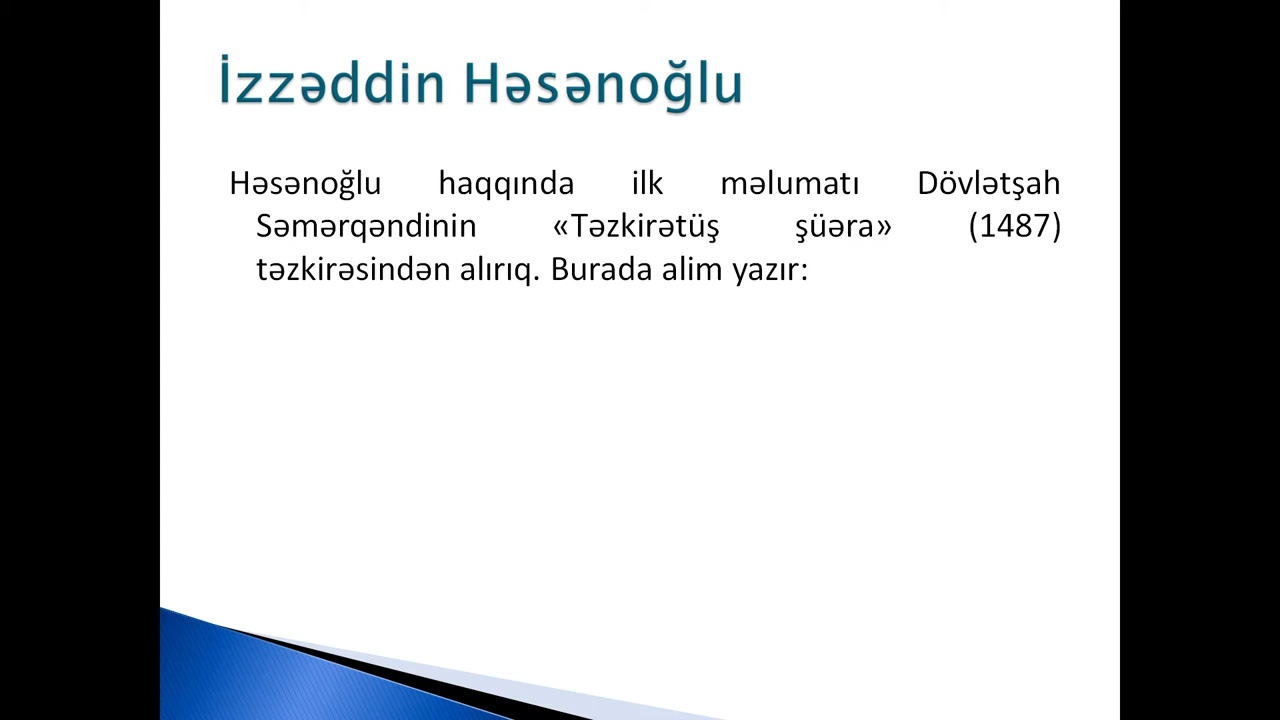 İzzəddin Həsənoğlu
Həsənoğlu haqqında ilk məlumatı Dövlətşah
Səmərqəndinin «Təzkirətüş şüəra» (1487)
təzkirəsindən alırıq. Burada alim yazır: